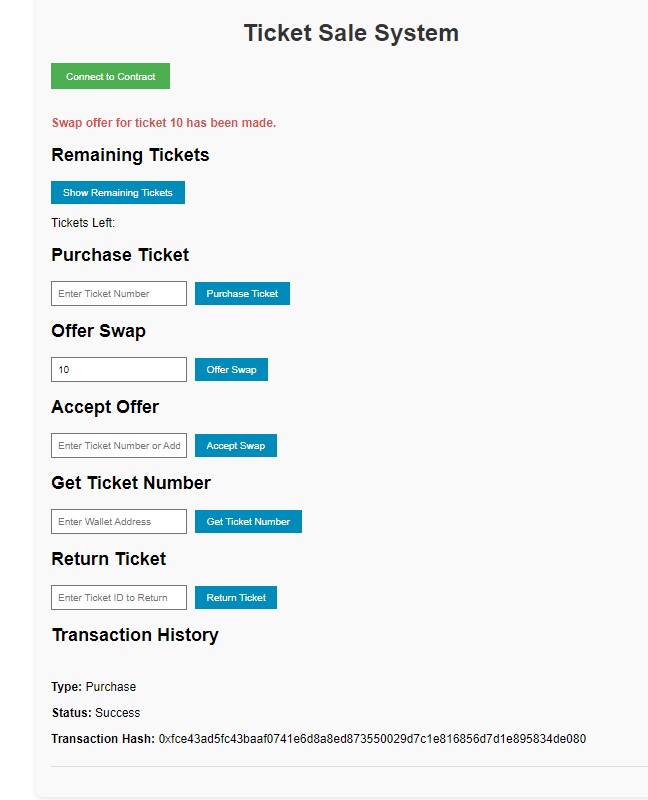 Ticket Sale System
Connect to Contract
Swap offer for ticket 10 has been made.
Remaining Tickets
Show Remaining Tickets
Tickets Left:
Purchase Ticket
Enter Ticket Number Purchase Ticket
Offer Swap
10 Offer Swap
Accept Offer
Enter Ticket Number or Add Accept Swap
Get Ticket Number
Enter Wallet Address Get Ticket Number
Return Ticket
Enter Ticket ID to Return Return Ticket
Transaction History
Type: Purchase
Status: Success
Transaction Hash: 0xfce43ad5fc43baaf0741e6d8a8ed873550029d7c1e816856d7d1e895834de080